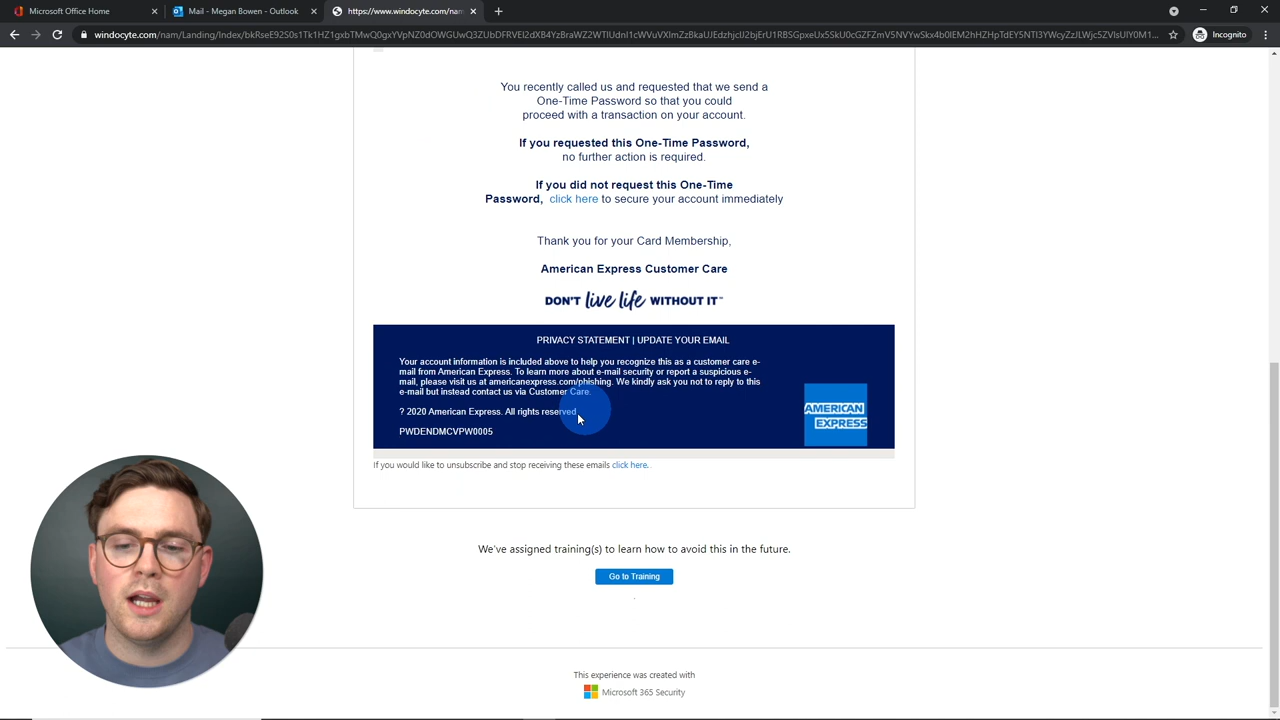 Microsoft Office Home
Mail - Megan Bowen - Outlook
https://www.windocyte.com/nam
Incognito
You recently called us and requested that we send a
One-Time Password so that you could
proceed with a transaction on your account.
If you requested this One-Time Password,
no further action is required.
If you did not request this One-Time
Password, click here to secure your account immediately
Thank you for your Card Membership,
American Express Customer Care
DON'T live life WITHOUT IT™
PRIVACY STATEMENT | UPDATE YOUR EMAIL
Your account information is included above to help you recognize this as a customer care e-
mail from American Express. To learn more about e-mail security or report a suspicious e-
mail, please visit us at americanexpress.com/phishing. We kindly ask you not to reply to this
e-mail but instead contact us via Customer Care.
? 2020 American Express. All rights reserved
PWDENDMCVPW0005
AMERICAN
EXPRESS
If you would like to unsubscribe and stop receiving these emails click here. .
We've assigned training(s) to learn how to avoid this in the future.
Go to Training
.
This experience was created with
Microsoft 365 Security